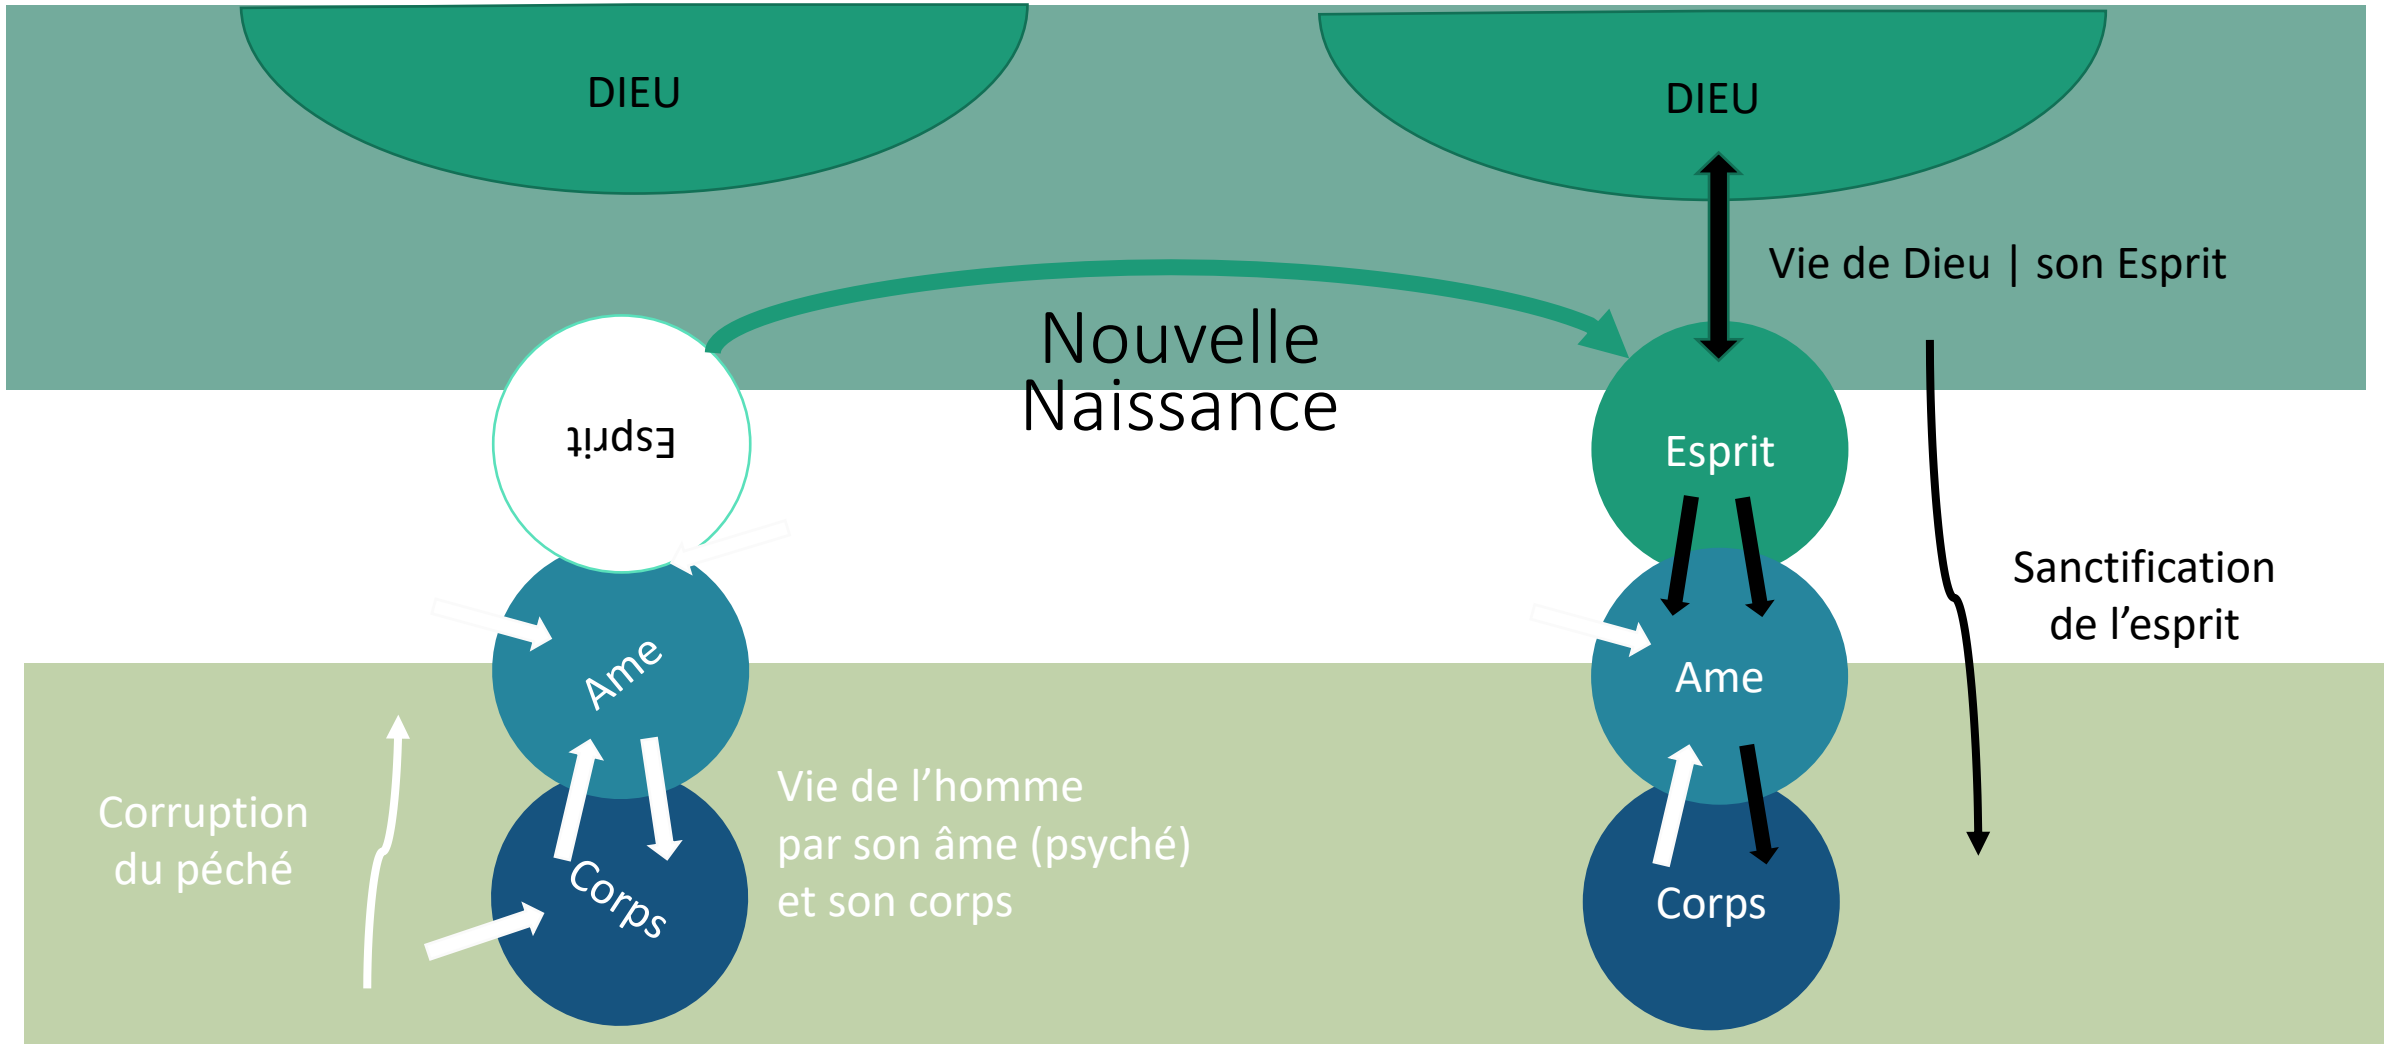 DIEU
DIEU
Vie de Dieu | son Esprit
Nouvelle
Naissance
Esprit
Esprit
Sanctification
de l’esprit
Ame
Ame
Corruption
du péché
Vie de l’homme
par son âme (psyché)
et son corps
Corps
Corps